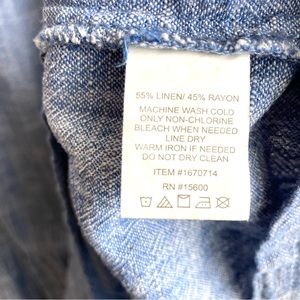 55% LINEN/ 45% RAYON
MACHINE WASH COLD
ONLY NON-CHLORINE
BLEACH WHEN NEEDED
LINE DRY
WARM IRON IF NEEDED
DO NOT DRY CLEAN
ITEM #1670714
RN #15600